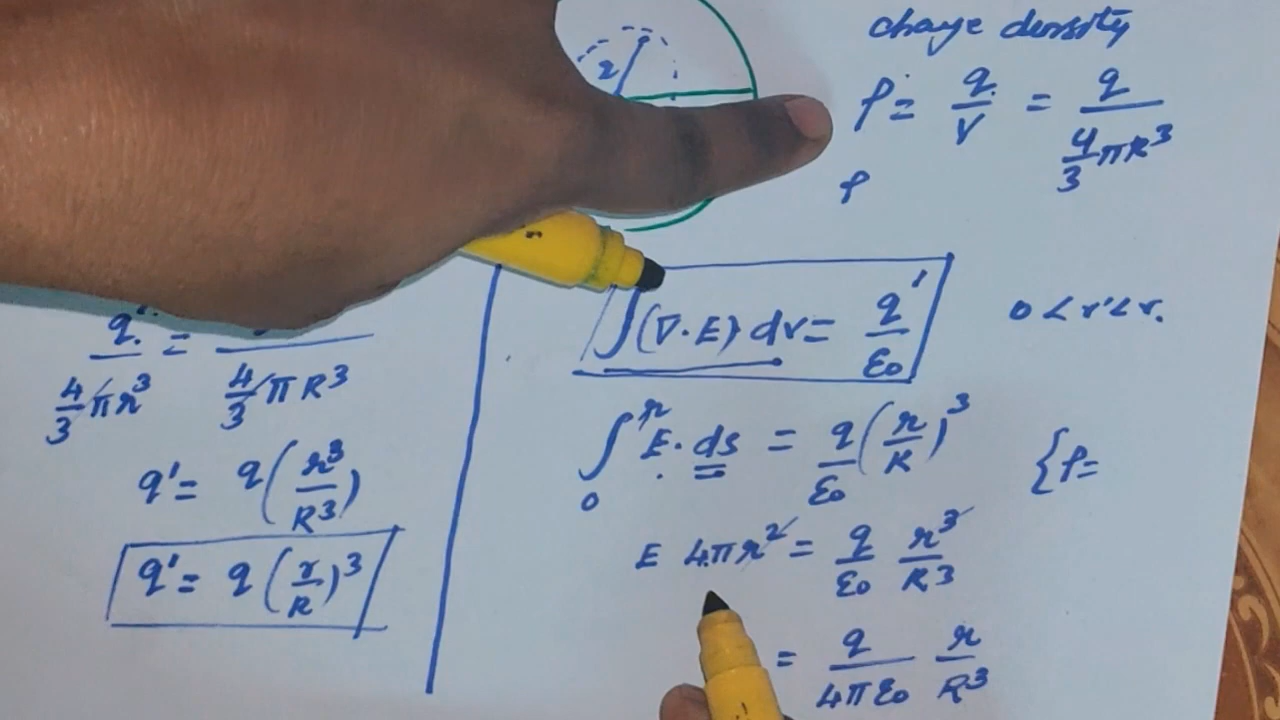 r
charge density
ρ = q/V = q/(4/3 πR³)
ρ
q'/(4/3 πr³) = /(4/3 πR³)
q' = q(r³/R³)
q' = q(r/R)³
∫(∇·E) dv = q'/ε₀ 0 < r' < r.
∫₀ʳ E·ds = q/ε₀ (r/R)³ {ρ=
E 4πr² = q/ε₀ r³/R³
= q/4πε₀ r/R³